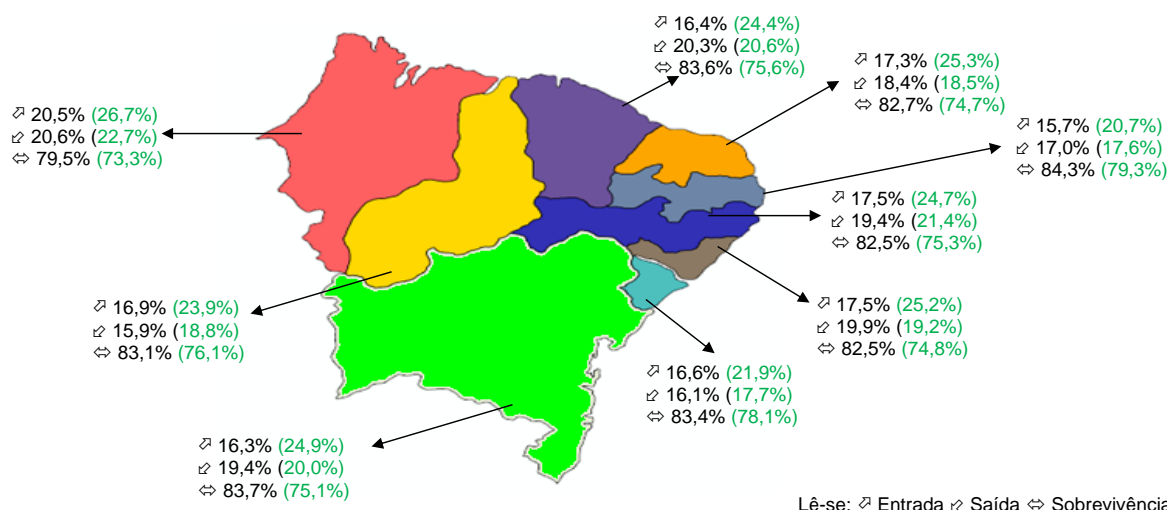 ⬀ 16,4% (24,4%)
⬃ 20,3% (20,6%)
⬄ 83,6% (75,6%)
⬀ 17,3% (25,3%)
⬃ 18,4% (18,5%)
⬄ 82,7% (74,7%)
⬀ 20,5% (26,7%)
⬃ 20,6% (22,7%)
⬄ 79,5% (73,3%)
⬀ 15,7% (20,7%)
⬃ 17,0% (17,6%)
⬄ 84,3% (79,3%)
⬀ 17,5% (24,7%)
⬃ 19,4% (21,4%)
⬄ 82,5% (75,3%)
⬀ 16,9% (23,9%)
⬃ 15,9% (18,8%)
⬄ 83,1% (76,1%)
⬀ 17,5% (25,2%)
⬃ 19,9% (19,2%)
⬄ 82,5% (74,8%)
⬀ 16,6% (21,9%)
⬃ 16,1% (17,7%)
⬄ 83,4% (78,1%)
⬀ 16,3% (24,9%)
⬃ 19,4% (20,0%)
⬄ 83,7% (75,1%)
Lê-se: ⬀ Entrada ⬃ Saída ⬄ Sobrevivência